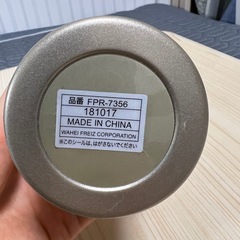 品番 FPR-7356
181017
MADE IN CHINA
WAHEI FREIZ CORPORATION
※このシールは、はがさないでください